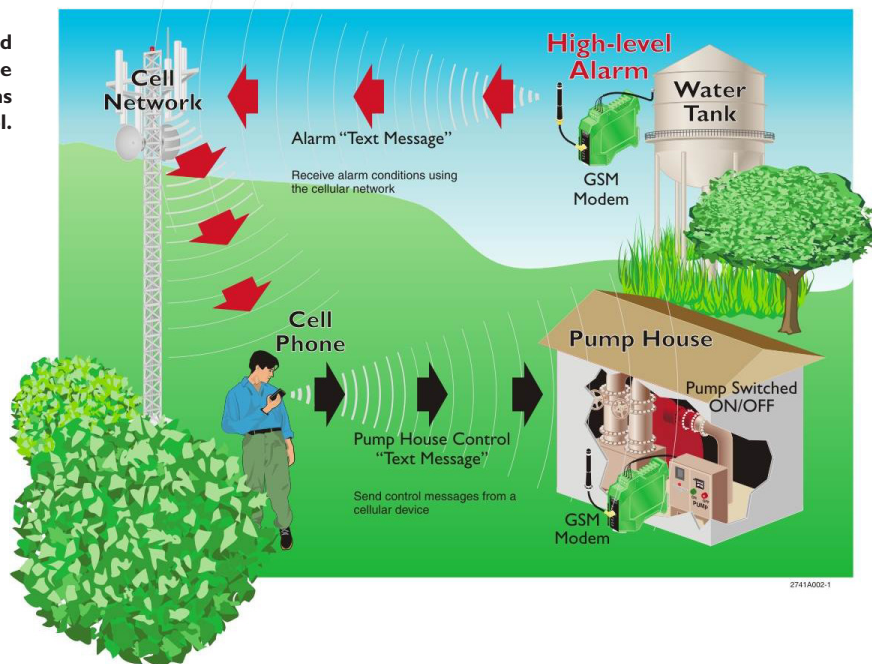 d
e
ns
l.
High-level
Alarm
Cell
Network
Water
Tank
Alarm “Text Message”
Receive alarm conditions using
the cellular network
GSM
Modem
Cell
Phone
Pump House
Pump Switched
ON/OFF
Pump House Control
“Text Message”
Send control messages from a
cellular device
GSM
Modem
PUMP
2741A002-1